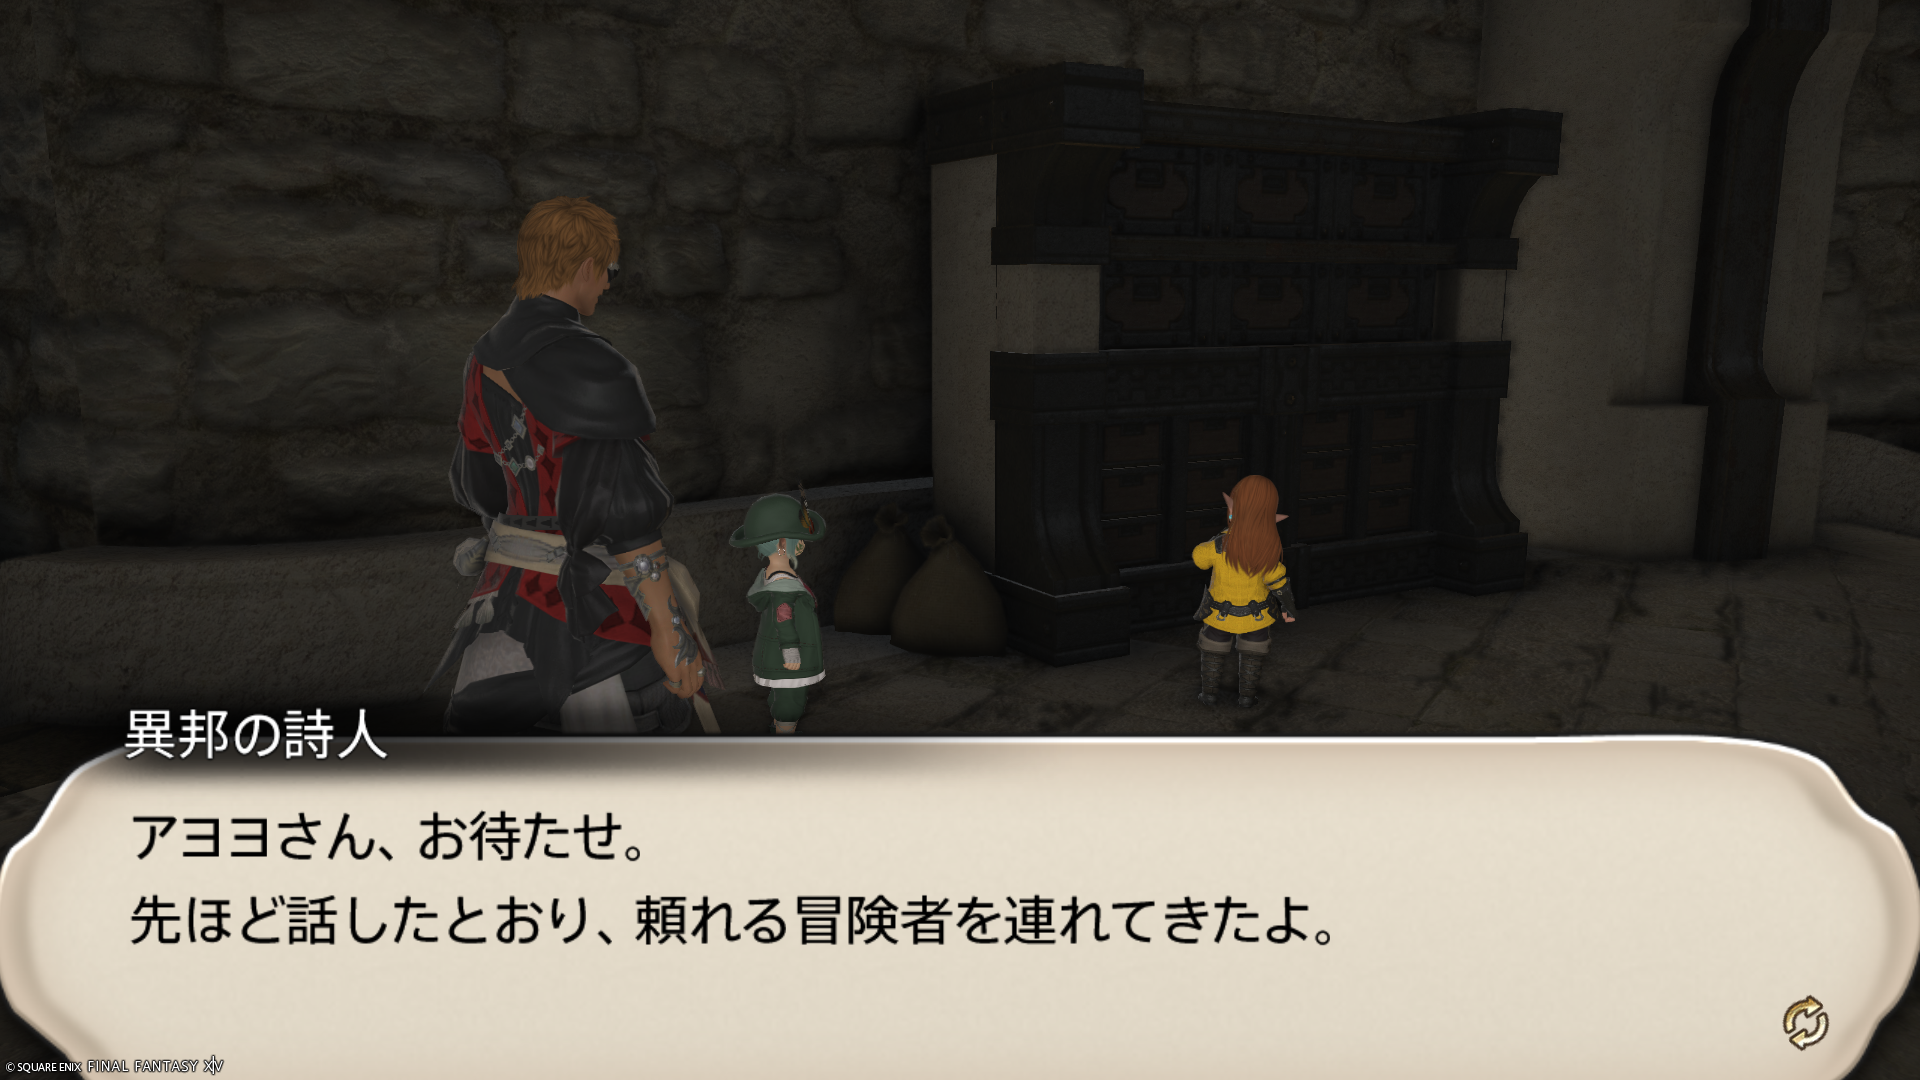 異邦の詩人
アヨヨさん、お待たせ。
先ほど話したとおり、頼れる冒険者を連れてきたよ。
© SQUARE ENIX FINAL FANTASY XIV